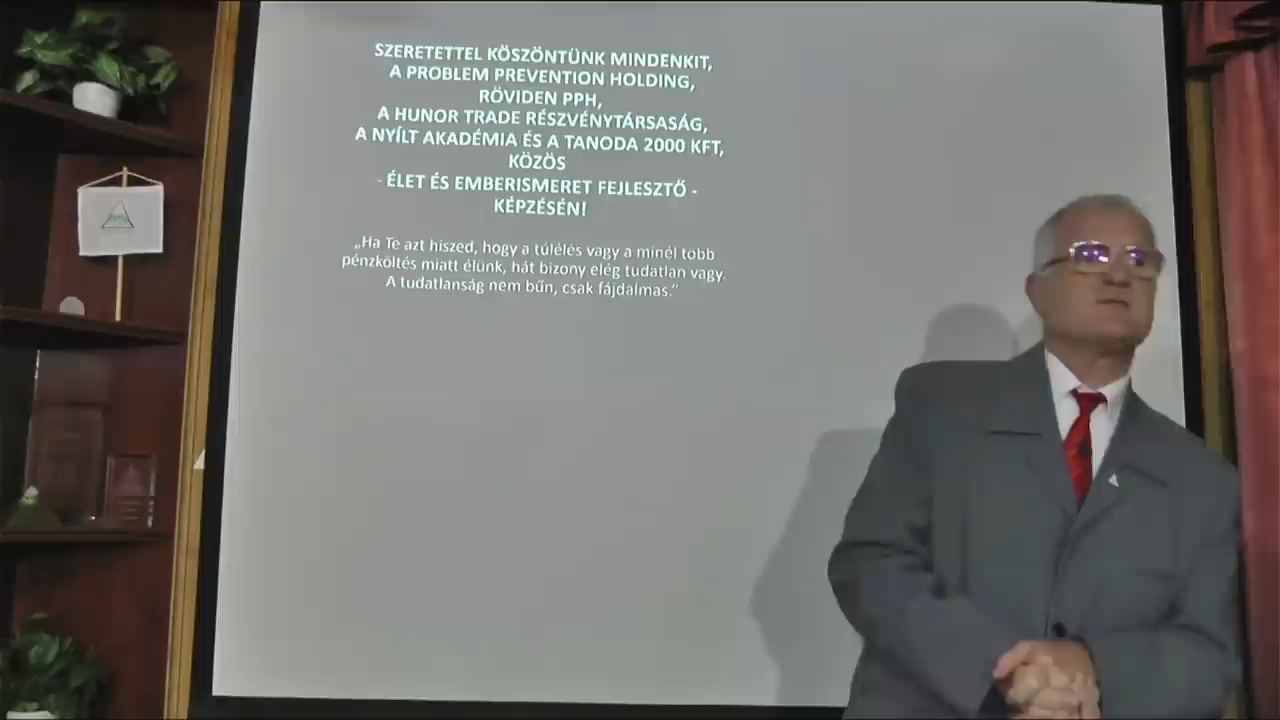 SZERETETTEL KÖSZÖNTÜNK MINDENKIT,
A PROBLEM PREVENTION HOLDING,
RÖVIDEN PPH,
A HUNOR TRADE RÉSZVÉNYTÁRSASÁG,
A NYÍLT AKADÉMIA ÉS A TANODA 2000 KFT,
KÖZÖS
- ÉLET ÉS EMBERISMERET FEJLESZTŐ -
KÉPZÉSÉN!
„Ha Te azt hiszed, hogy a túlélés vagy a minél több
pénzköltés miatt élünk, hát bizony elég tudatlan vagy.
A tudatlanság nem bűn, csak fájdalmas.”